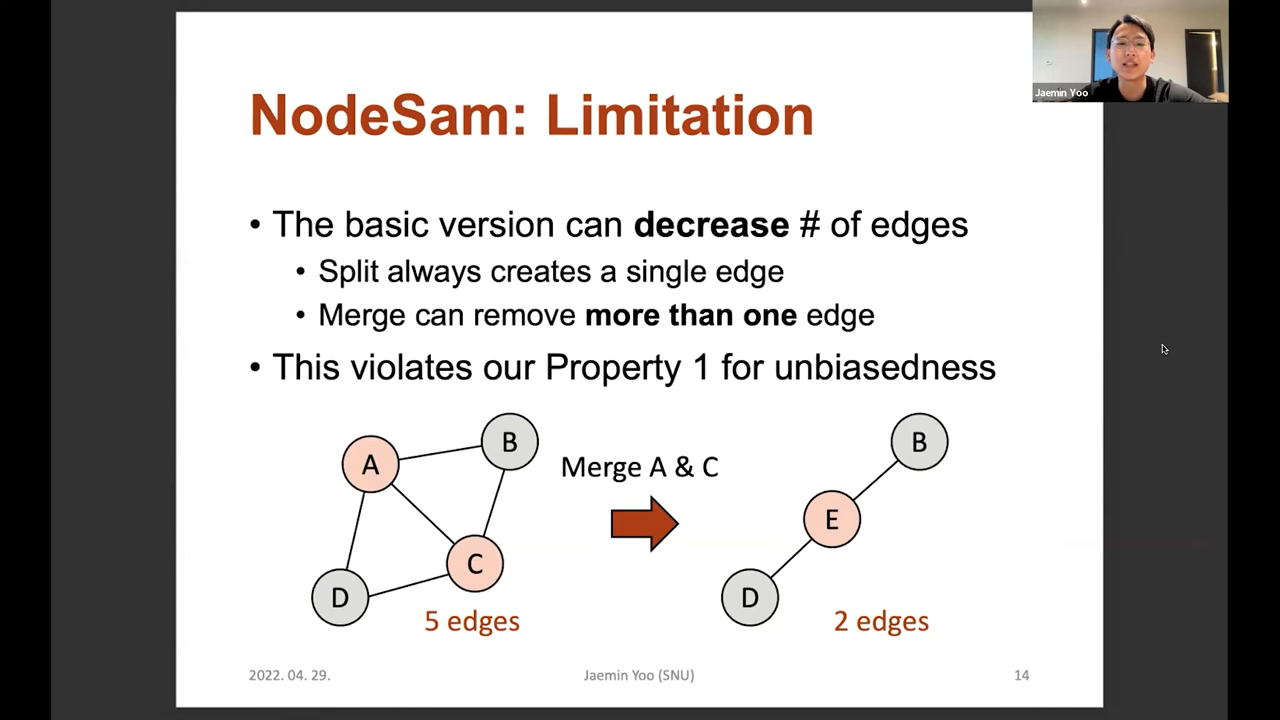 Jaemin Yoo
NodeSam: Limitation
• The basic version can decrease # of edges
• Split always creates a single edge
• Merge can remove more than one edge
• This violates our Property 1 for unbiasedness
A
B
C
D
5 edges
Merge A & C
B
E
D
2 edges
2022. 04. 29.
Jaemin Yoo (SNU)
14